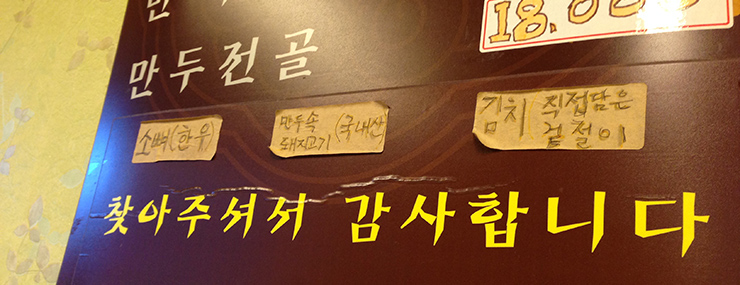 만두전골
소뼈(한우)
만두속
돼지고기 (국내산
김치 직접담은
겉절이
찾아주셔서 감사합니다